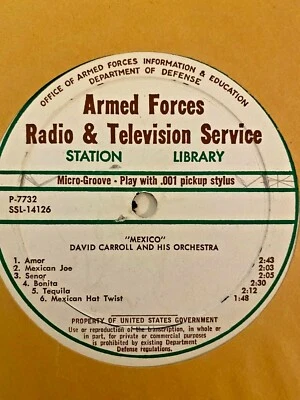 OFFICE OF ARMED FORCES INFORMATION & EDUCATION
DEPARTMENT OF DEFENSE
Armed Forces
Radio & Television Service
STATION LIBRARY
Micro-Groove - Play with .001 pickup stylus
P-7732
SSL-14126
"MEXICO"
DAVID CARROLL AND HIS ORCHESTRA
1. Amor 2:43
2. Mexican Joe 2:03
3. Senor 2:05
4. Bonita 2:30
5. Tequila 2:12
6. Mexican Hat Twist 1:48
PROPERTY OF UNITED STATES GOVERNMENT
Use or reproduction of the transcription, in whole or
in part, for private or commercial purposes
is prohibited by existing Department
Defense regulations.